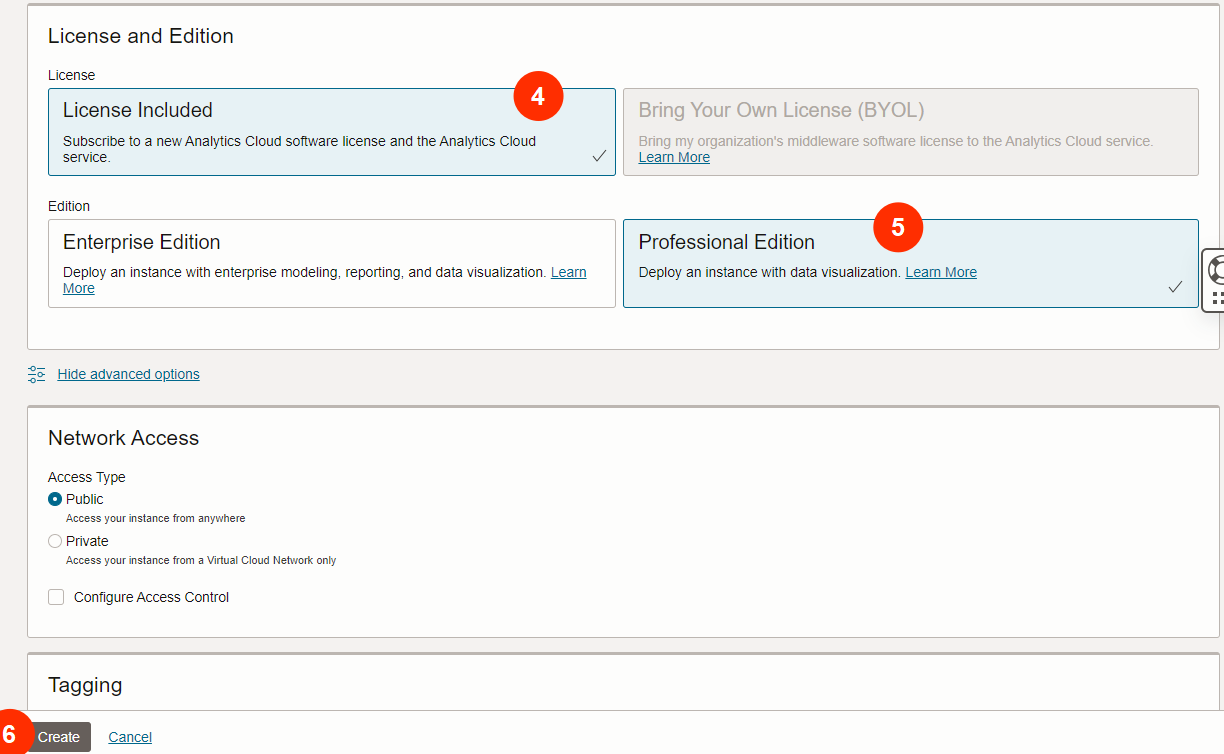 License and Edition
License
License Included
4
Subscribe to a new Analytics Cloud software license and the Analytics Cloud
service.
Bring Your Own License (BYOL)
Bring my organization's middleware software license to the Analytics Cloud service.
Learn More
Edition
Enterprise Edition
Deploy an instance with enterprise modeling, reporting, and data visualization. Learn
More
Professional Edition
5
Deploy an instance with data visualization. Learn More
Hide advanced options
Network Access
Access Type
Public
Access your instance from anywhere
Private
Access your instance from a Virtual Cloud Network only
Configure Access Control
Tagging
6
Create Cancel